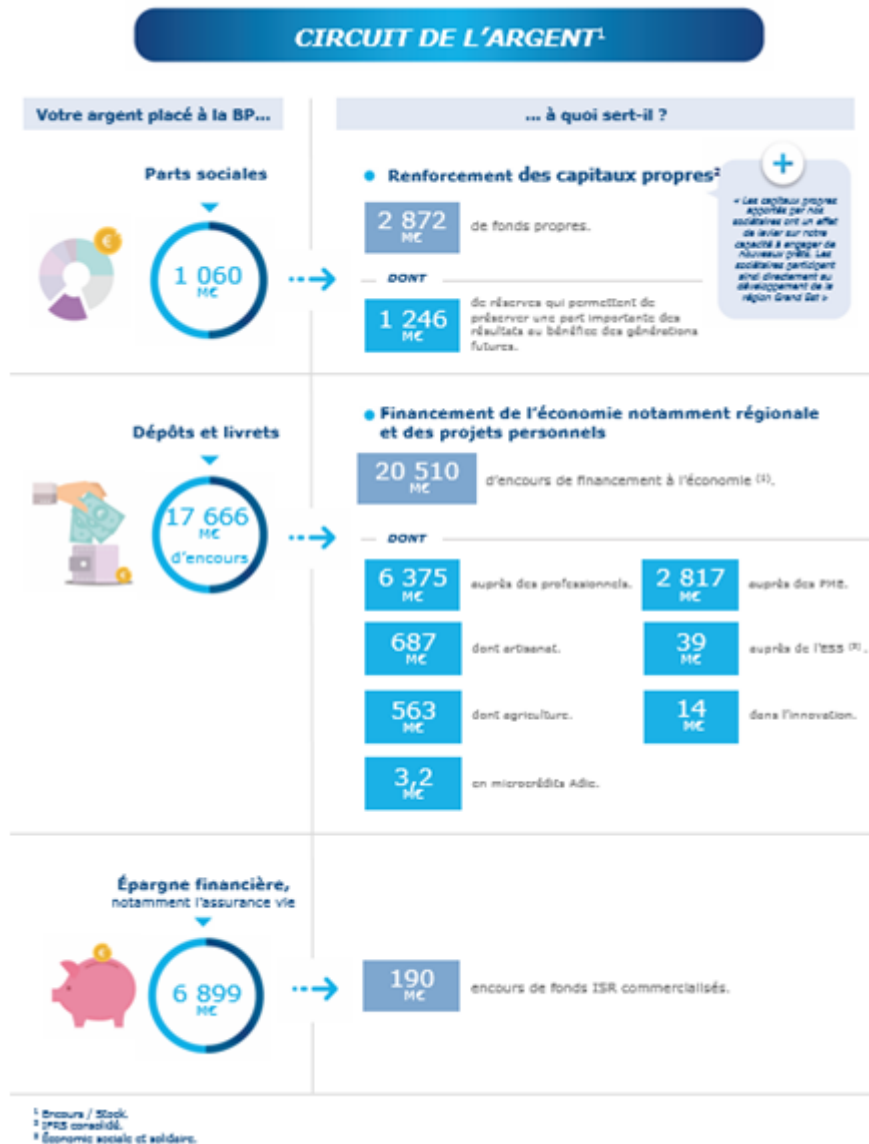 CIRCUIT DE L'ARGENT¹
Votre argent placé à la BP...
... à quoi sert-il ?
Parts sociales
1 060
M€
Renforcement des capitaux propres²
2 872
M€
de fonds propres.
DONT
1 246
M€
de réserves qui permettent de
préserver une part importante des
résultats au bénéfice des générations
futures.
+
« Les capitaux propres
apportés par nos
sociétaires ont un effet
de levier sur notre
capacité à engager de
nouveaux prêts. Les
sociétaires participent
ainsi directement au
développement de la
région Grand Est »
Dépôts et livrets
17 666
M€
d'encours
Financement de l'économie notamment régionale
et des projets personnels
20 510
M€
d'encours de financement à l'économie (1).
DONT
6 375
M€
auprès des professionnels.
2 817
M€
auprès des PME.
687
M€
dont artisanat.
39
M€
auprès de l'ESS (3).
563
M€
dont agriculture.
14
M€
dans l'innovation.
3,2
M€
en microcrédits Adie.
Épargne financière,
notamment l'assurance vie
6 899
M€
190
M€
encours de fonds ISR commercialisés.
¹ Encours / Stock.
² IFRS consolidé.
³ Économie sociale et solidaire.